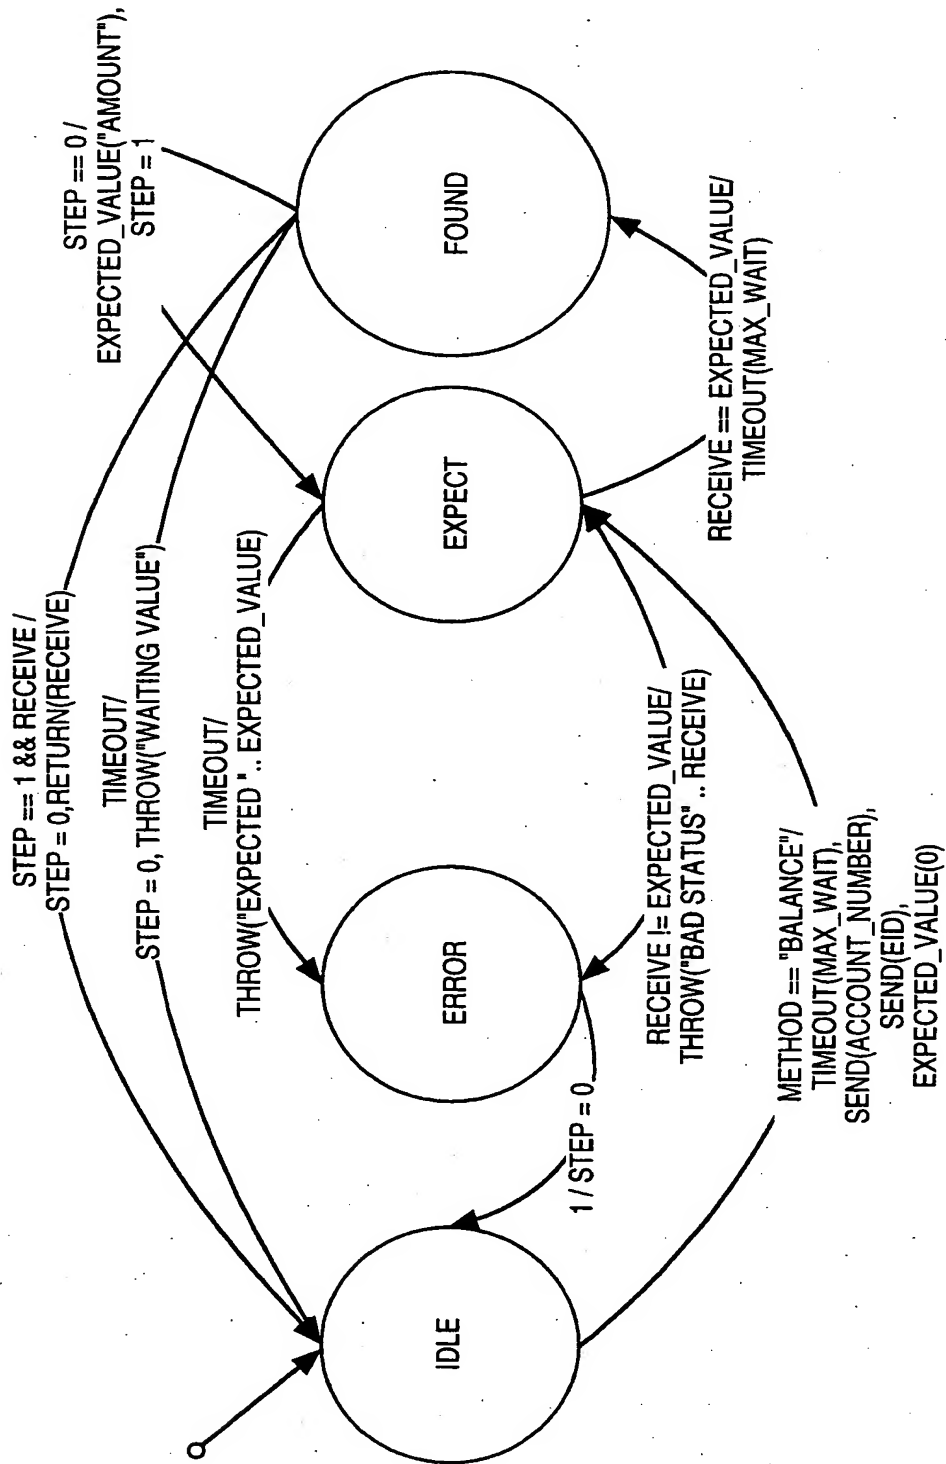 STEP == 1 && RECEIVE /
STEP = 0,RETURN(RECEIVE)
TIMEOUT/
STEP = 0, THROW("WAITING VALUE")
STEP == 0 /
EXPECTED_VALUE("AMOUNT"),
STEP = 1
TIMEOUT/
THROW("EXPECTED ".. EXPECTED_VALUE)
IDLE
ERROR
EXPECT
FOUND
1 / STEP = 0
RECEIVE != EXPECTED_VALUE/
THROW("BAD STATUS" .. RECEIVE)
RECEIVE == EXPECTED_VALUE/
TIMEOUT(MAX_WAIT)
METHOD == "BALANCE"/
TIMEOUT(MAX_WAIT),
SEND(ACCOUNT_NUMBER),
SEND(EID),
EXPECTED_VALUE(0)